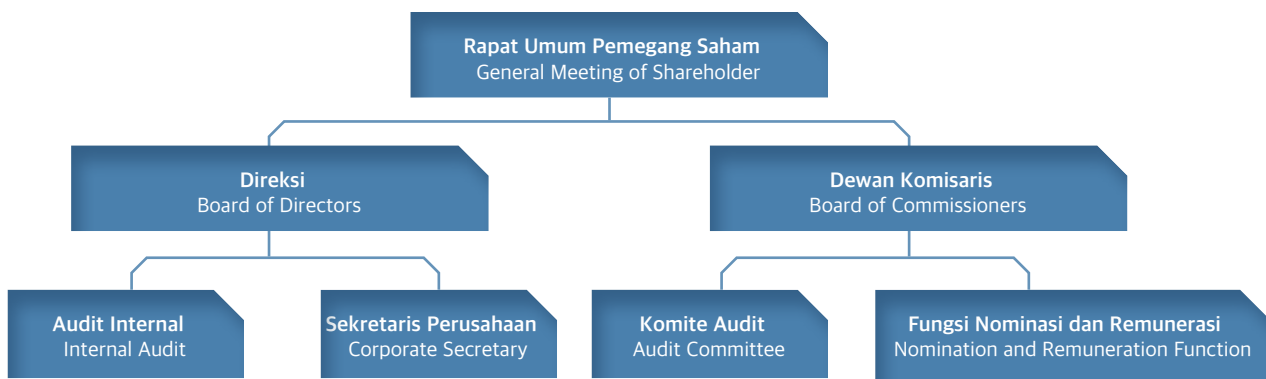 Rapat Umum Pemegang Saham
General Meeting of Shareholder
Direksi
Board of Directors
Dewan Komisaris
Board of Commissioners
Audit Internal
Internal Audit
Sekretaris Perusahaan
Corporate Secretary
Komite Audit
Audit Committee
Fungsi Nominasi dan Remunerasi
Nomination and Remuneration Function